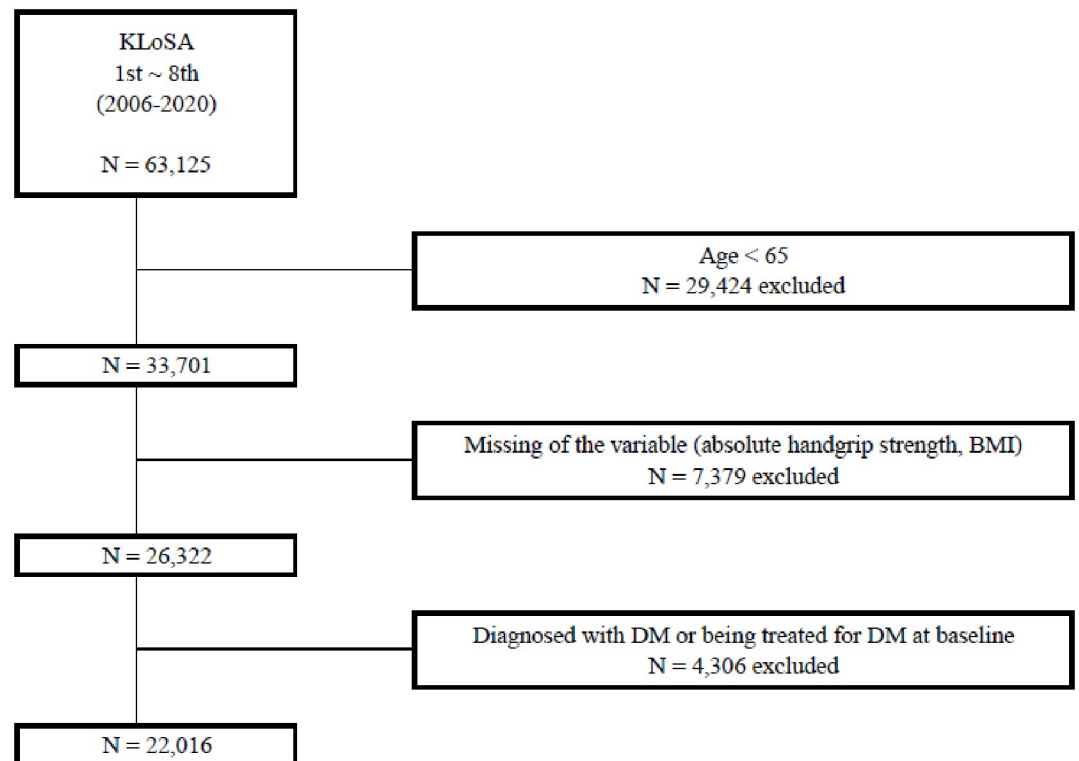 KLoSA
1st ~ 8th
(2006-2020)
N = 63,125
Age < 65
N = 29,424 excluded
N = 33,701
Missing of the variable (absolute handgrip strength, BMI)
N = 7,379 excluded
N = 26,322
Diagnosed with DM or being treated for DM at baseline
N = 4,306 excluded
N = 22,016